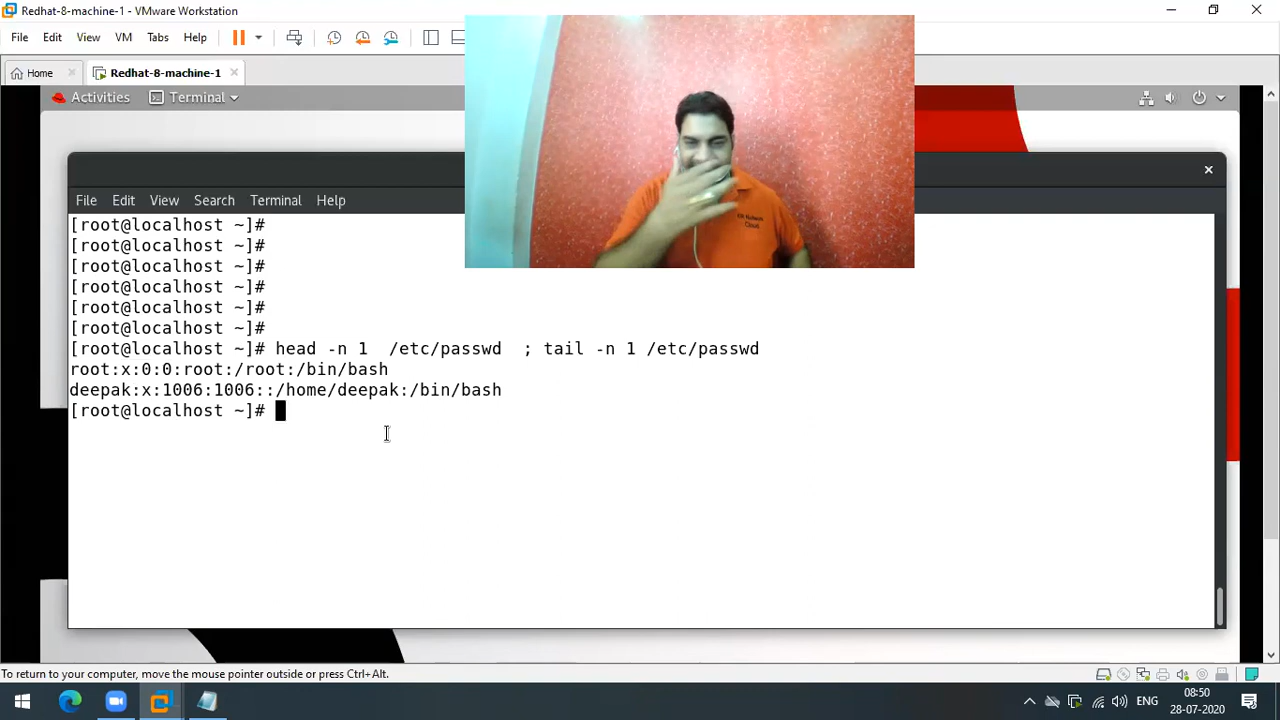 Redhat-8-machine-1 - VMware Workstation
File Edit View VM Tabs Help
Home Redhat-8-machine-1
Activities Terminal
File Edit View Search Terminal Help
[root@localhost ~]#
[root@localhost ~]#
[root@localhost ~]#
[root@localhost ~]#
[root@localhost ~]#
[root@localhost ~]#
[root@localhost ~]# head -n 1  /etc/passwd  ; tail -n 1 /etc/passwd
root:x:0:0:root:/root:/bin/bash
deepak:x:1006:1006::/home/deepak:/bin/bash
[root@localhost ~]#
To return to your computer, move the mouse pointer outside or press Ctrl+Alt.
ENG
08:50
28-07-2020